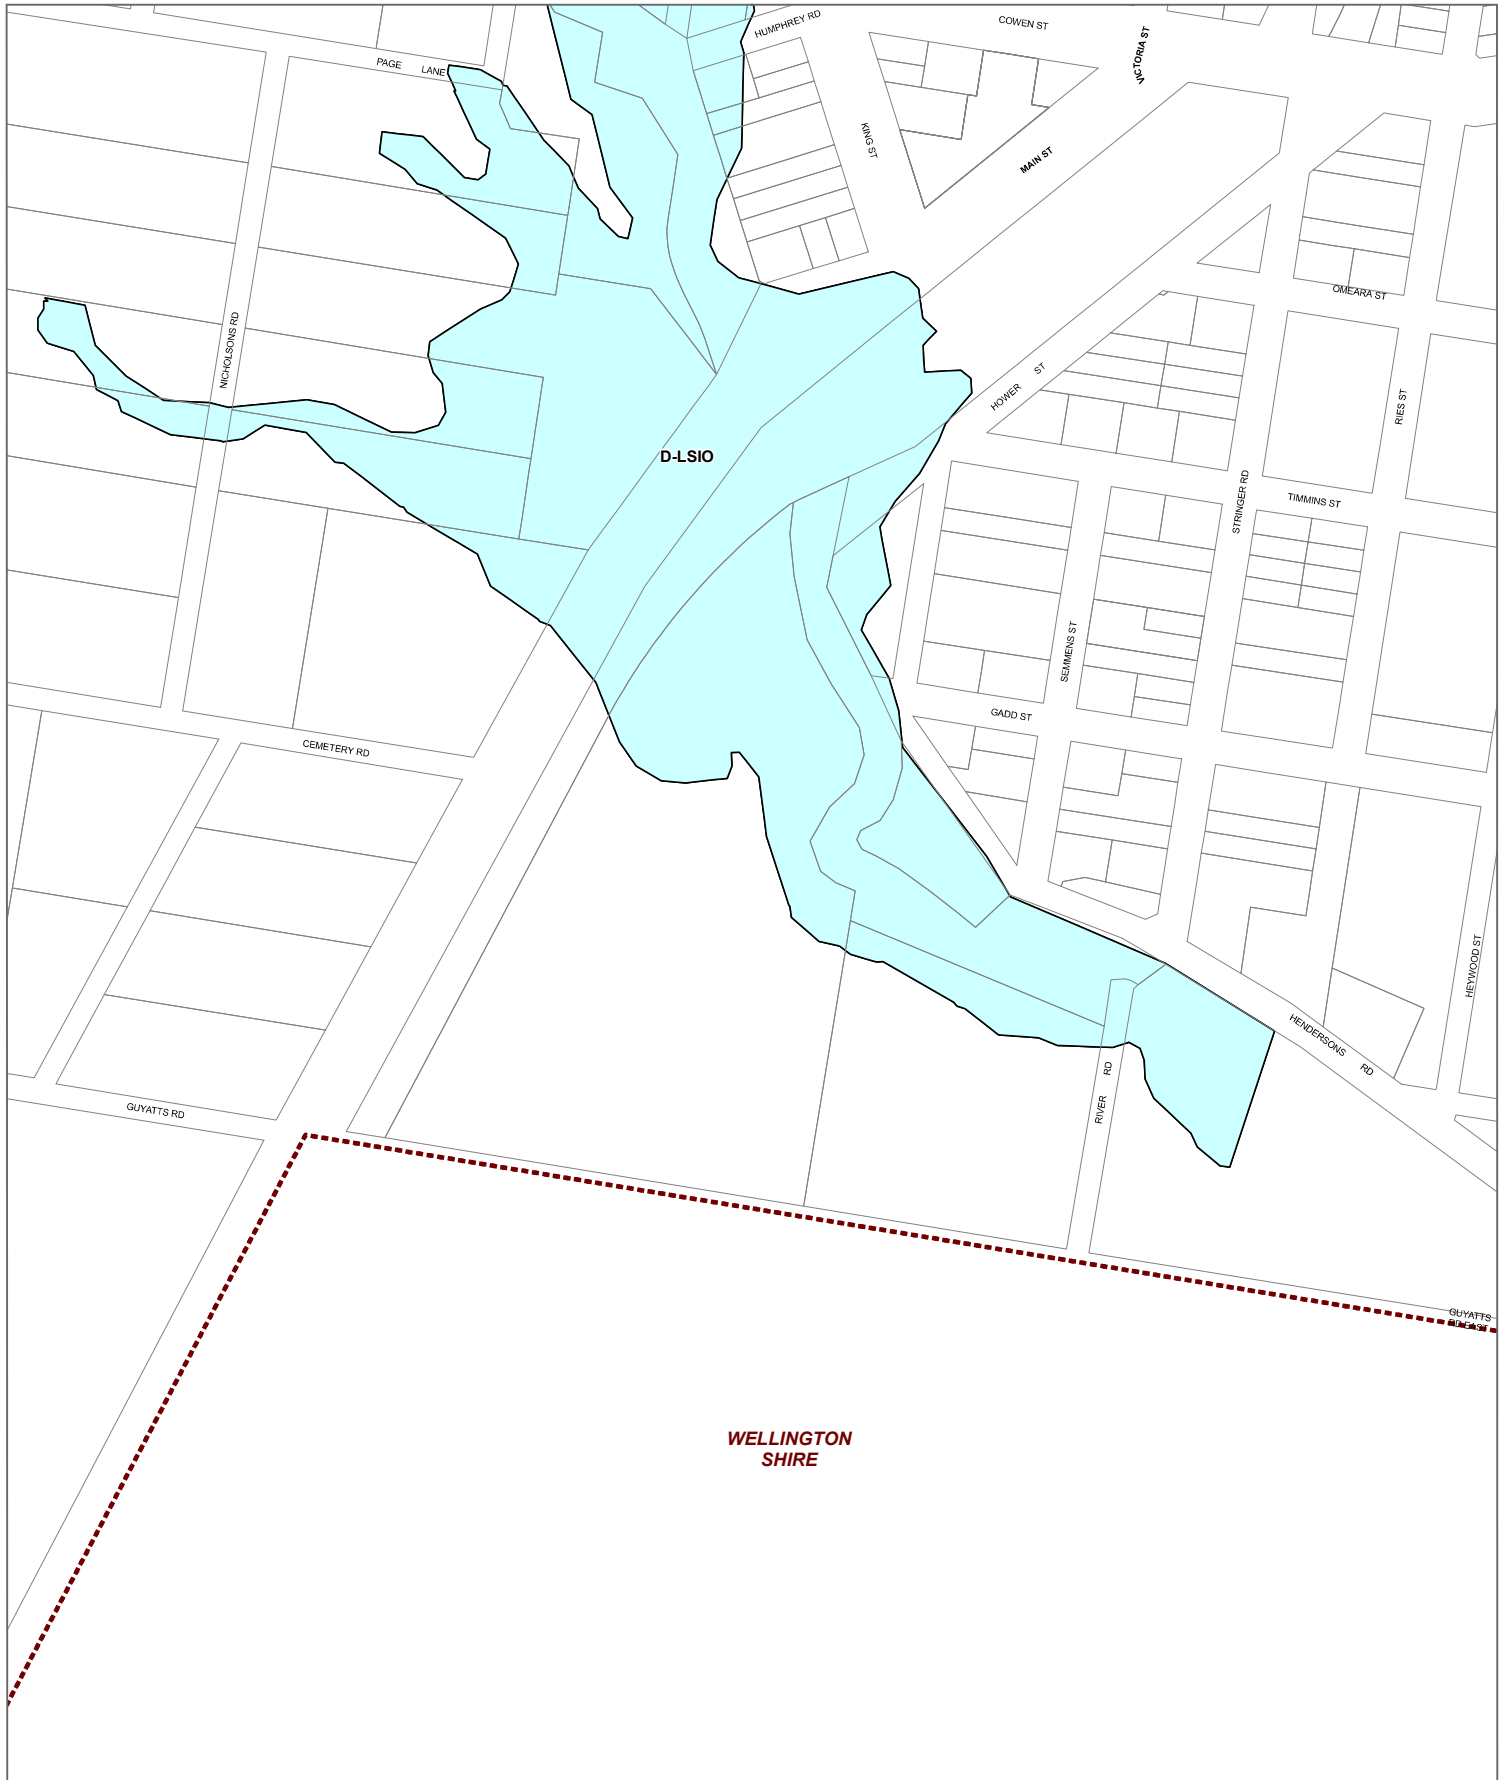 HUMPHREY RD
COWEN ST
VICTORIA ST
PAGE LANE
KING ST
MAIN ST
OMEARA ST
NICHOLSONS RD
HOWER ST
RIES ST
D-LSIO
STRINGER RD
TIMMINS ST
SEMMENS ST
GADD ST
CEMETERY RD
HEYWOOD ST
HENDERSONS RD
RIVER RD
GUYATTS RD
GUYATTS
RD EAST
WELLINGTON
SHIRE